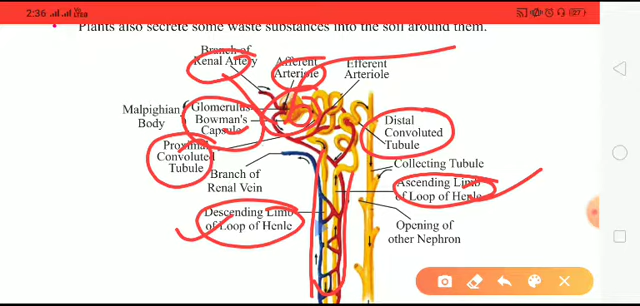 2:36
Plants also secrete some waste substances into the soil around them.
Branch of
Renal Artery
Afferent
Arteriole
Efferent
Arteriole
Malpighian
Body
Glomerulus
Bowman's
Capsule
Proximal
Convoluted
Tubule
Distal
Convoluted
Tubule
Collecting Tubule
Branch of
Renal Vein
Ascending Limb
of Loop of Henle
Descending Limb
of Loop of Henle
Opening of
other Nephron